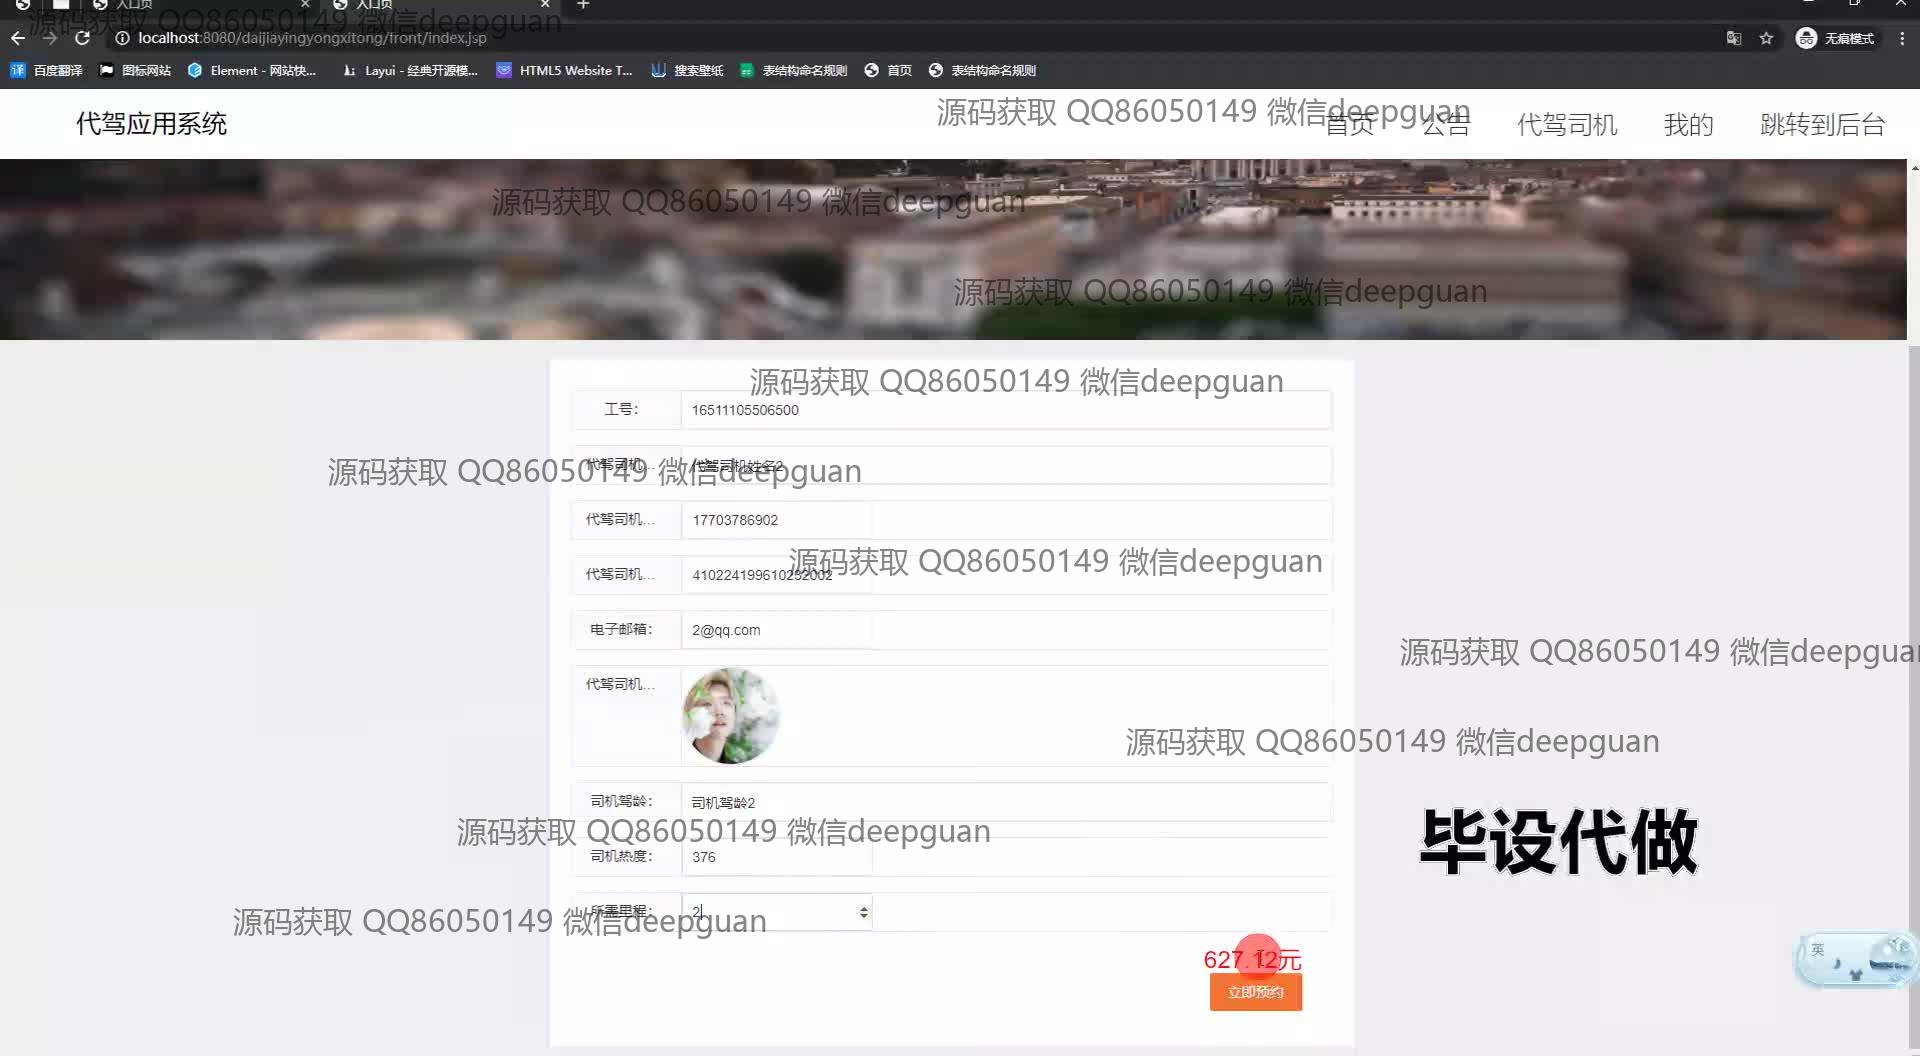 入口页
入口页
源码获取 QQ86050149 微信deepguan
localhost:8080/daijiayingyongxitong/front/index.jsp
无痕模式
百度翻译 图标网站 Element - 网站快... Layui - 经典开源模... HTML5 Website T... 搜索壁纸 表结构命名规则 首页 表结构命名规则
代驾应用系统
源码获取 QQ86050149 微信deepguan
首页 公告 代驾司机 我的 跳转到后台
源码获取 QQ86050149 微信deepguan
源码获取 QQ86050149 微信deepguan
源码获取 QQ86050149 微信deepguan
工号: 16511105506500
代驾司机... 代驾司机姓名2
源码获取 QQ86050149 微信deepguan
代驾司机... 17703786902
源码获取 QQ86050149 微信deepguan
代驾司机... 410224199610232002
电子邮箱: 2@qq.com
源码获取 QQ86050149 微信deepguan
代驾司机...
源码获取 QQ86050149 微信deepguan
司机驾龄: 司机驾龄2
源码获取 QQ86050149 微信deepguan
毕设代做
司机热度: 376
所需里程: 2
源码获取 QQ86050149 微信deepguan
英
627.12元
立即预约